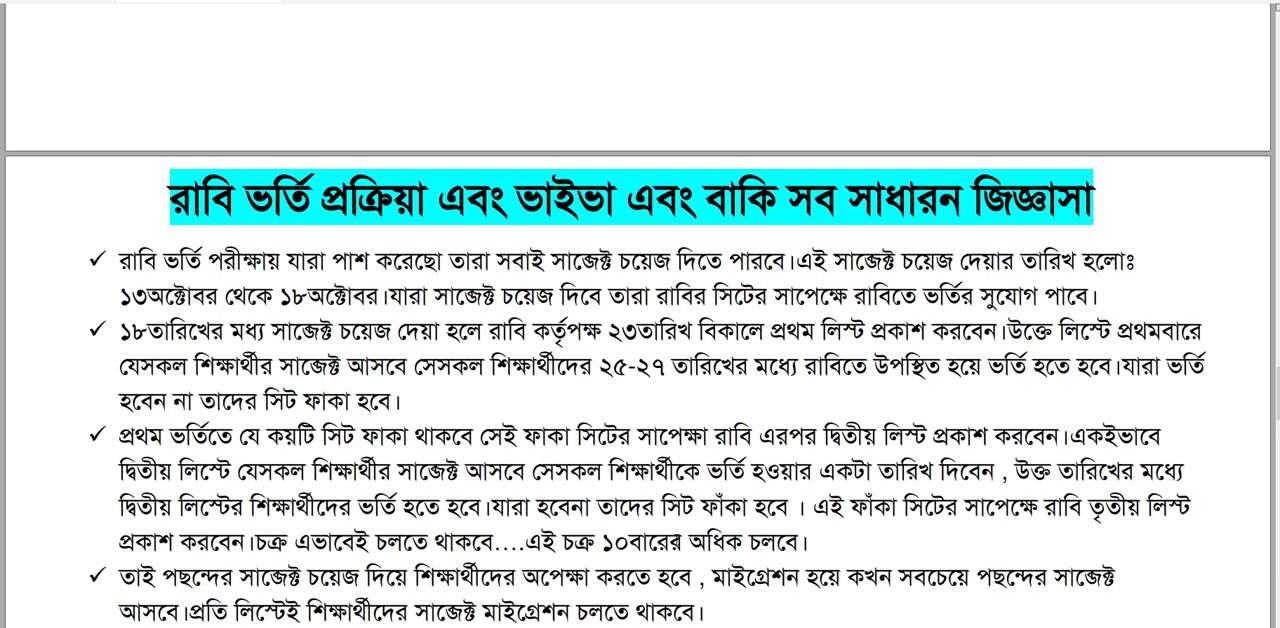 রাবি ভর্তি প্রক্রিয়া এবং ভাইভা এবং বাকি সব সাধারন জিজ্ঞাসা
✓ রাবি ভর্তি পরীক্ষায় যারা পাশ করেছো তারা সবাই সাব্জেক্ট চয়েজ দিতে পারবে।এই সাব্জেক্ট চয়েজ দেয়ার তারিখ হলোঃ
১৩অক্টোবর থেকে ১৮অক্টোবর।যারা সাব্জেক্ট চয়েজ দিবে তারা রাবির সিটের সাপেক্ষে রাবিতে ভর্তির সুযোগ পাবে।
✓ ১৮তারিখের মধ্য সাব্জেক্ট চয়েজ দেয়া হলে রাবি কর্তৃপক্ষ ২৩তারিখ বিকালে প্রথম লিস্ট প্রকাশ করবেন।উক্তে লিস্টে প্রথমবারে
যেসকল শিক্ষার্থীর সাব্জেক্ট আসবে সেসকল শিক্ষার্থীদের ২৫-২৭ তারিখের মধ্যে রাবিতে উপস্থিত হয়ে ভর্তি হতে হবে।যারা ভর্তি
হবেন না তাদের সিট ফাকা হবে।
✓ প্রথম ভর্তিতে যে কয়টি সিট ফাকা থাকবে সেই ফাকা সিটের সাপেক্ষা রাবি এরপর দ্বিতীয় লিস্ট প্রকাশ করবেন।একইভাবে
দ্বিতীয় লিস্টে যেসকল শিক্ষার্থীর সাব্জেক্ট আসবে সেসকল শিক্ষার্থীকে ভর্তি হওয়ার একটা তারিখ দিবেন , উক্ত তারিখের মধ্যে
দ্বিতীয় লিস্টের শিক্ষার্থীদের ভর্তি হতে হবে।যারা হবেনা তাদের সিট ফাঁকা হবে । এই ফাঁকা সিটের সাপেক্ষে রাবি তৃতীয় লিস্ট
প্রকাশ করবেন।চক্র এভাবেই চলতে থাকবে....এই চক্র ১০বারের অধিক চলবে।
✓ তাই পছন্দের সাব্জেক্ট চয়েজ দিয়ে শিক্ষার্থীদের অপেক্ষা করতে হবে , মাইগ্রেশন হয়ে কখন সবচেয়ে পছন্দের সাব্জেক্ট
আসবে।প্রতি লিস্টেই শিক্ষার্থীদের সাব্জেক্ট মাইগ্রেশন চলতে থাকবে।